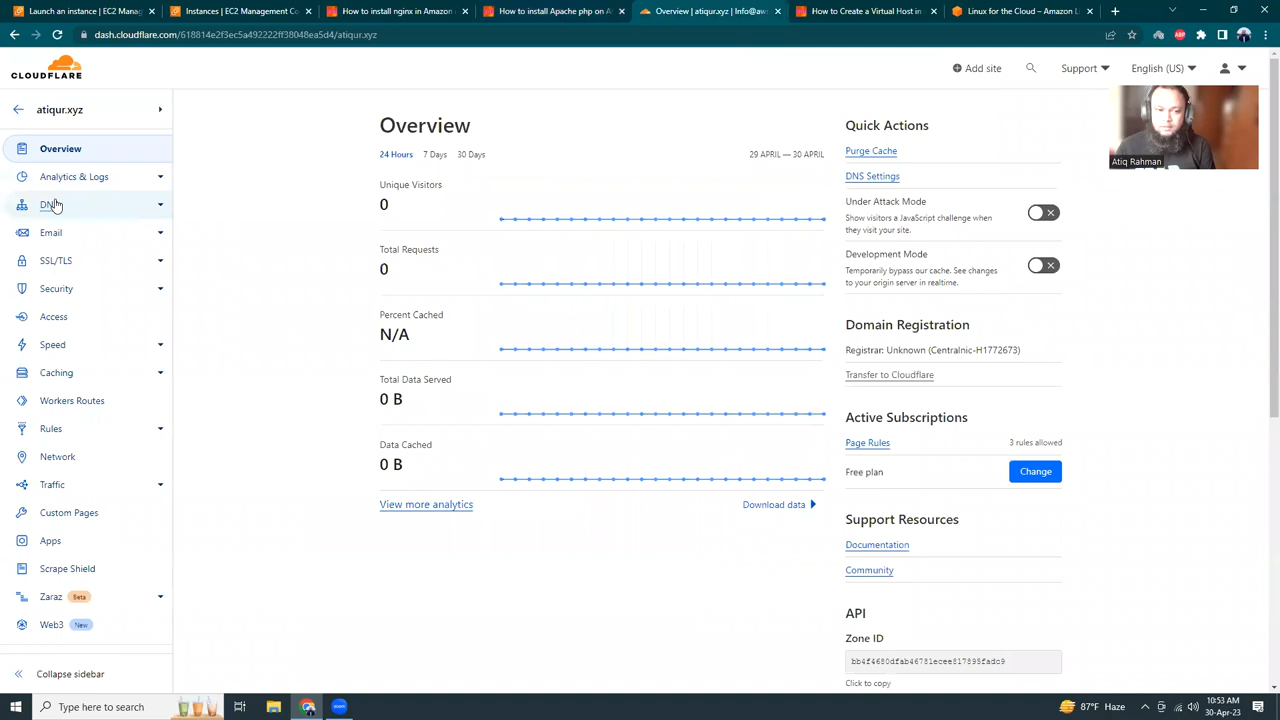 Launch an instance | EC2 Manag
Instances | EC2 Management Co
How to install nginx in Amazon
How to install Apache php on A
Overview | atiqur.xyz | Info@aw
How to Create a Virtual Host in
Linux for the Cloud – Amazon L
dash.cloudflare.com/618814e2f3ec5a492222ff38048ea5d4/atiqur.xyz
CLOUDFLARE
Add site
Support
English (US)
atiqur.xyz
Overview
Analytics & Logs
DNS
Email
SSL/TLS
Security
Access
Speed
Caching
Workers Routes
Rules
Network
Traffic
Custom Pages
Apps
Scrape Shield
Zaraz Beta
Web3 New
Collapse sidebar
Overview
24 Hours 7 Days 30 Days
29 APRIL — 30 APRIL
Unique Visitors
0
Total Requests
0
Percent Cached
N/A
Total Data Served
0 B
Data Cached
0 B
View more analytics
Download data
Quick Actions
Purge Cache
DNS Settings
Under Attack Mode
Show visitors a JavaScript challenge when
they visit your site.
Development Mode
Temporarily bypass our cache. See changes
to your origin server in realtime.
Domain Registration
Registrar: Unknown (Centralnic-H1772673)
Transfer to Cloudflare
Active Subscriptions
Page Rules 3 rules allowed
Free plan Change
Support Resources
Documentation
Community
API
Zone ID
Click to copy
Atiq Rahman
Type here to search
87°F Haze
10:53 AM
30-Apr-23